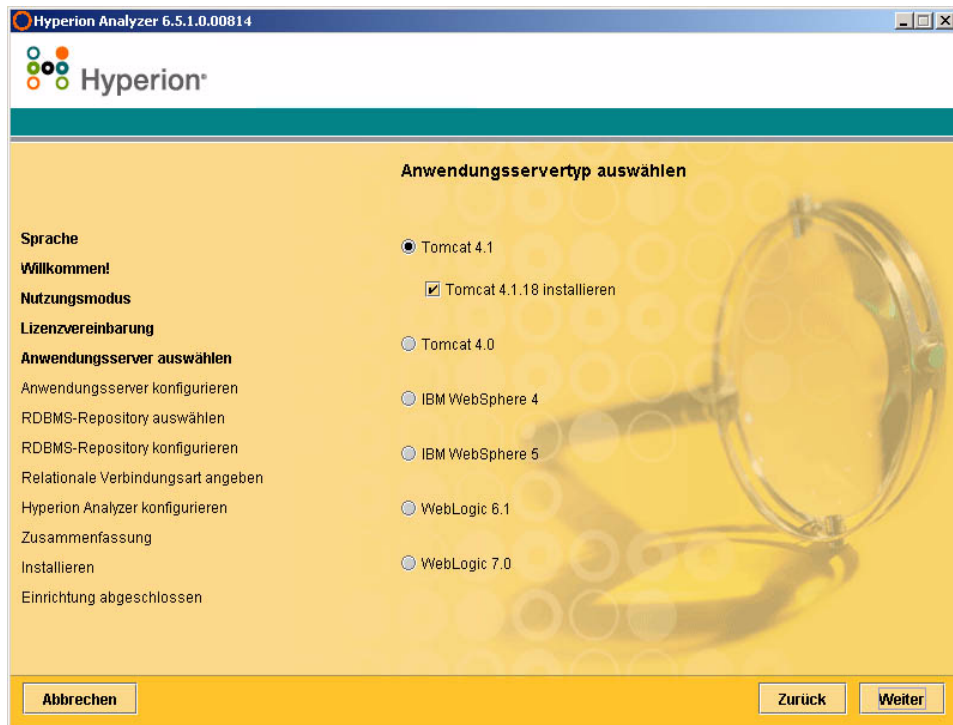 Hyperion Analyzer 6.5.1.0.00814
Hyperion®
Anwendungsservertyp auswählen
Sprache
Willkommen!
Nutzungsmodus
Lizenzvereinbarung
Anwendungsserver auswählen
Anwendungsserver konfigurieren
RDBMS-Repository auswählen
RDBMS-Repository konfigurieren
Relationale Verbindungsart angeben
Hyperion Analyzer konfigurieren
Zusammenfassung
Installieren
Einrichtung abgeschlossen
Tomcat 4.1
Tomcat 4.1.18 installieren
Tomcat 4.0
IBM WebSphere 4
IBM WebSphere 5
WebLogic 6.1
WebLogic 7.0
Abbrechen
Zurück
Weiter